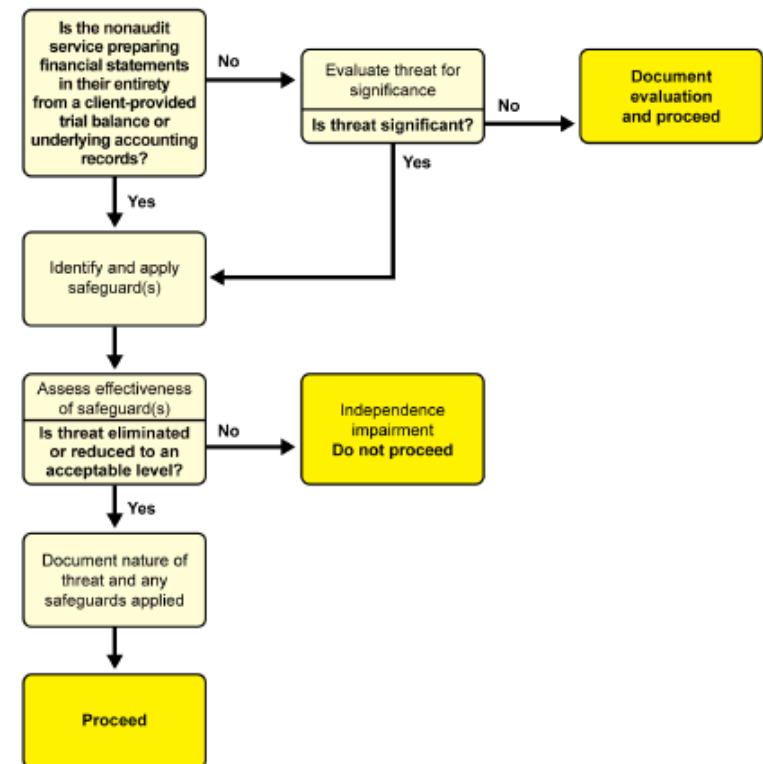 Is the nonaudit
service preparing
financial statements
in their entirety
from a client-provided
trial balance or
underlying accounting
records?
No
Evaluate threat for
significance
Is threat significant?
No
Document
evaluation
and proceed
Yes
Yes
Identify and apply
safeguard(s)
Assess effectiveness
of safeguard(s)
Is threat eliminated
or reduced to an
acceptable level?
No
Independence
impairment
Do not proceed
Yes
Document nature of
threat and any
safeguards applied
Proceed